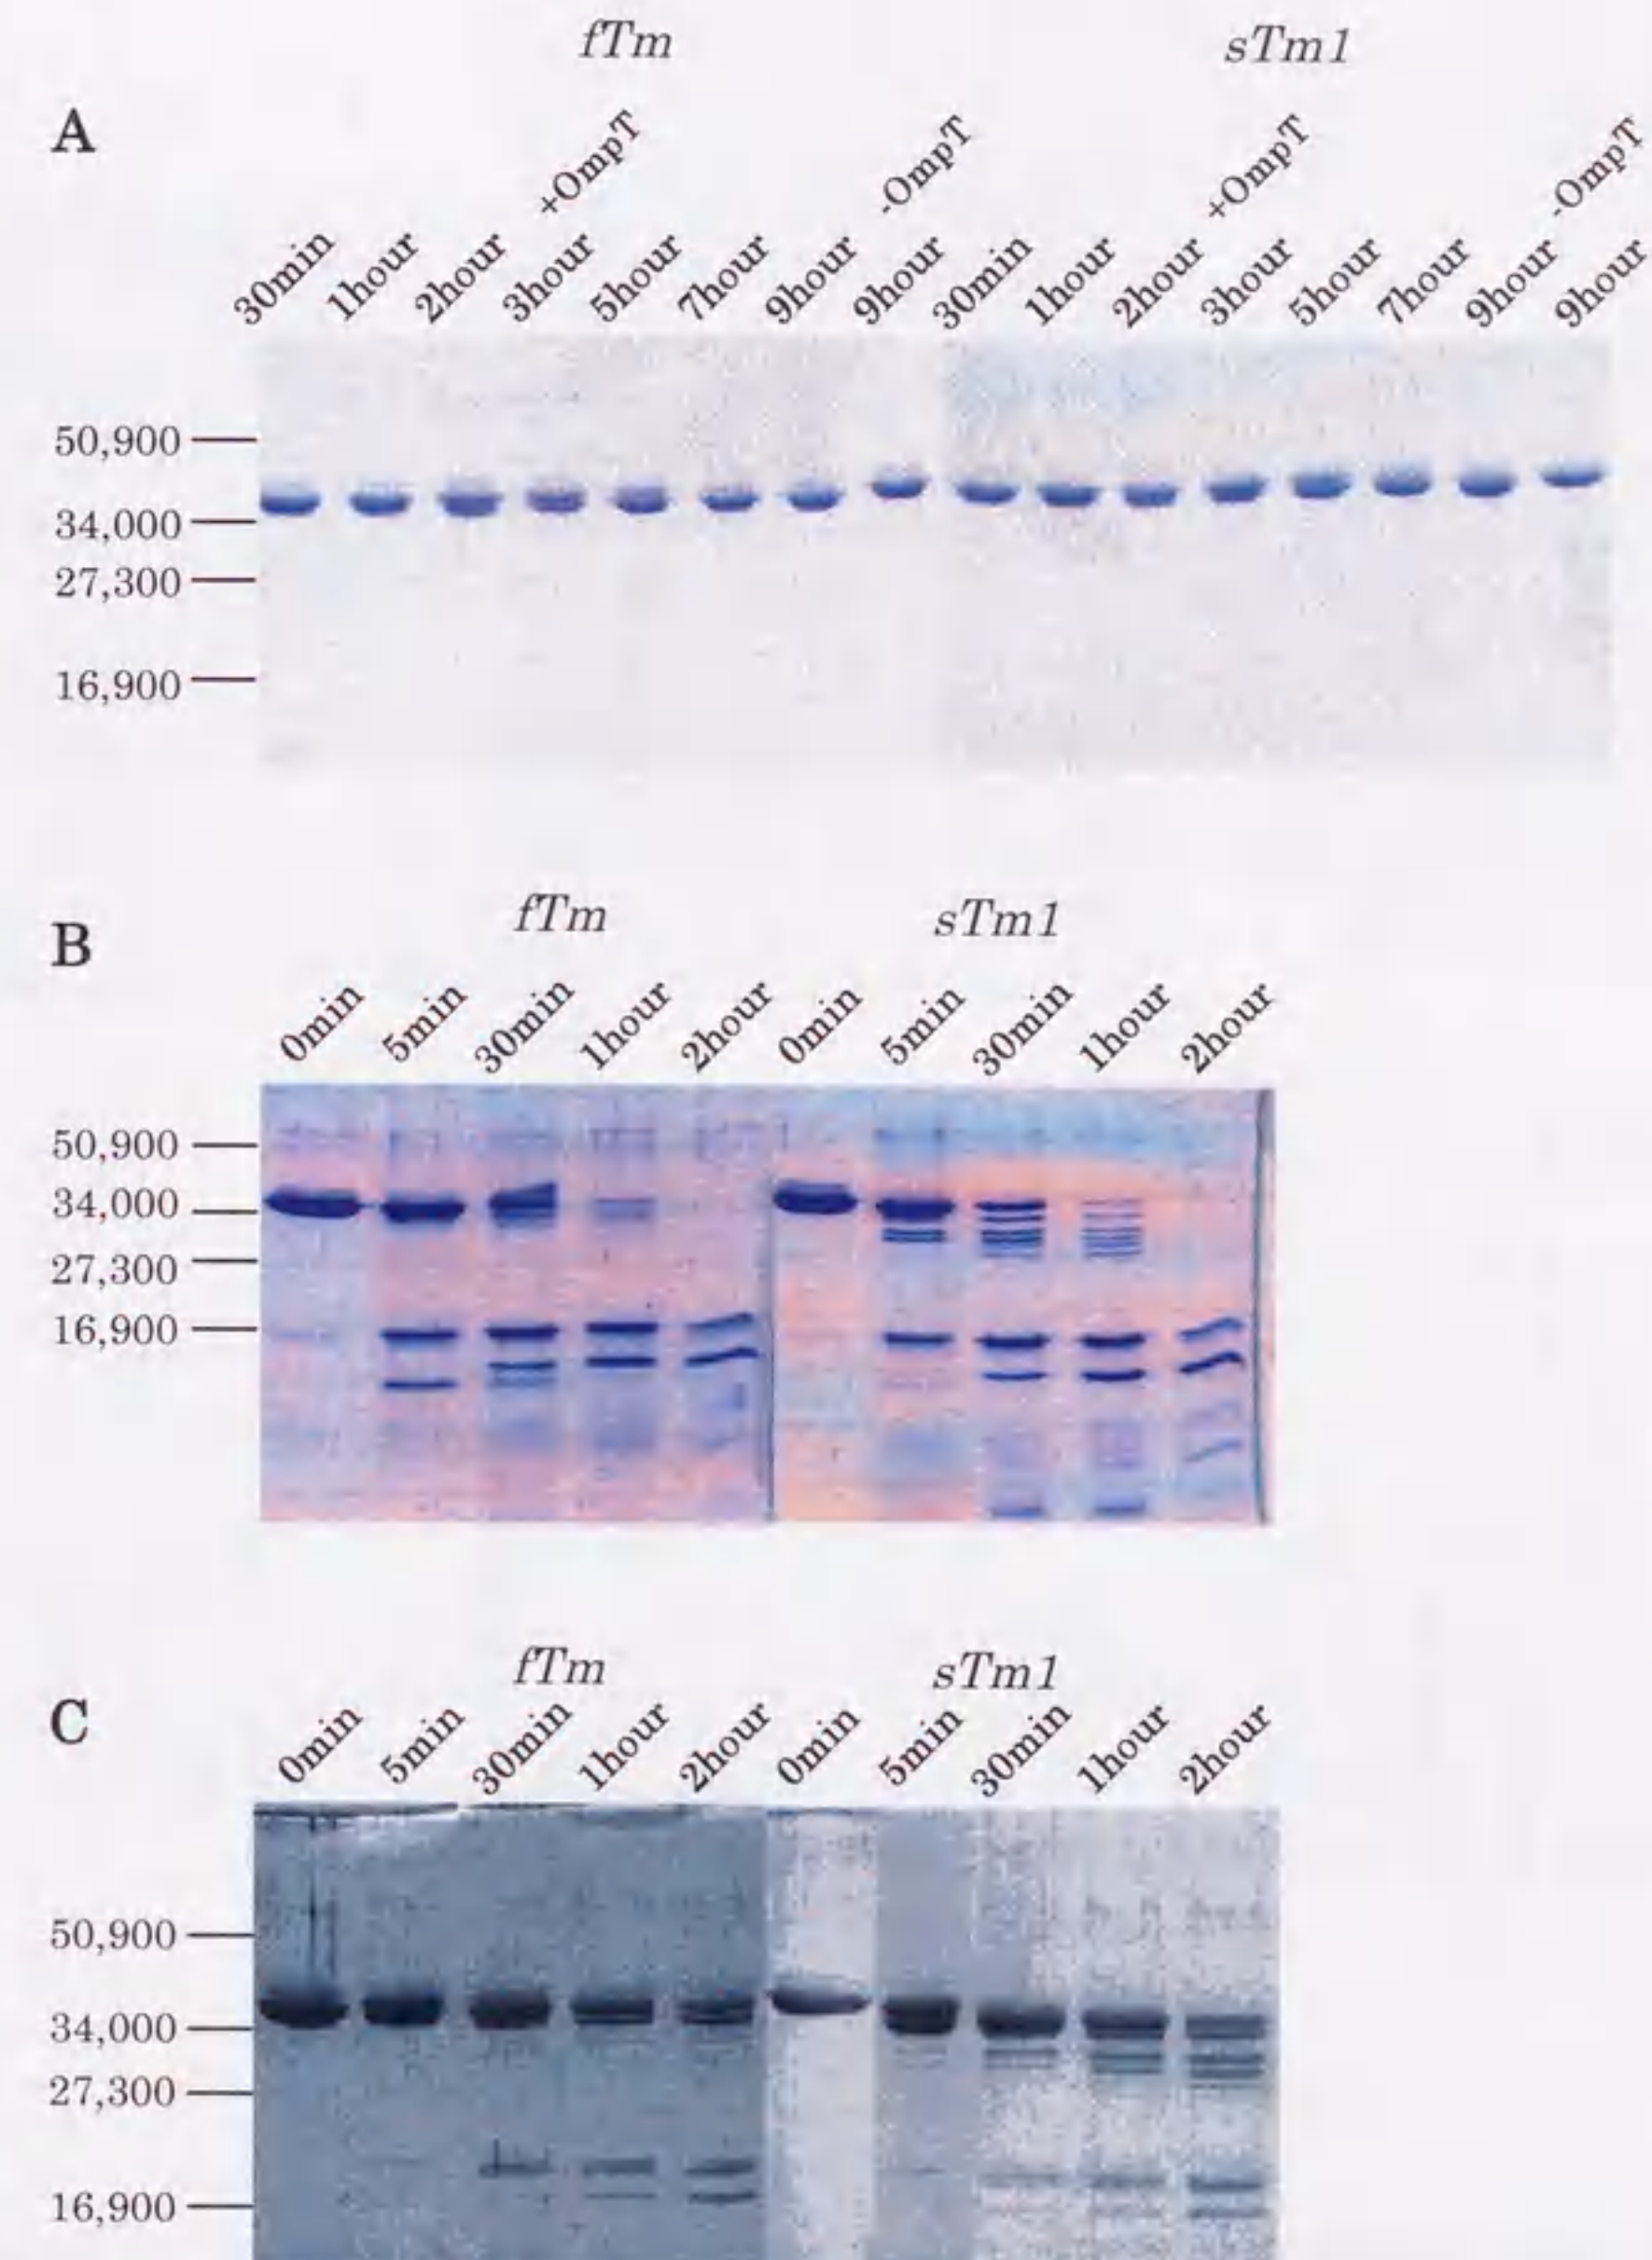 fTm sTm1
A
+OmpT -OmpT +OmpT -OmpT
30min 1hour 2hour 3hour 5hour 7hour 9hour 9hour 30min 1hour 2hour 3hour 5hour 7hour 9hour 9hour
50,900
34,000
27,300
16,900
fTm sTm1
B
0min 5min 30min 1hour 2hour 0min 5min 30min 1hour 2hour
50,900
34,000
27,300
16,900
fTm sTm1
C
0min 5min 30min 1hour 2hour 0min 5min 30min 1hour 2hour
50,900
34,000
27,300
16,900